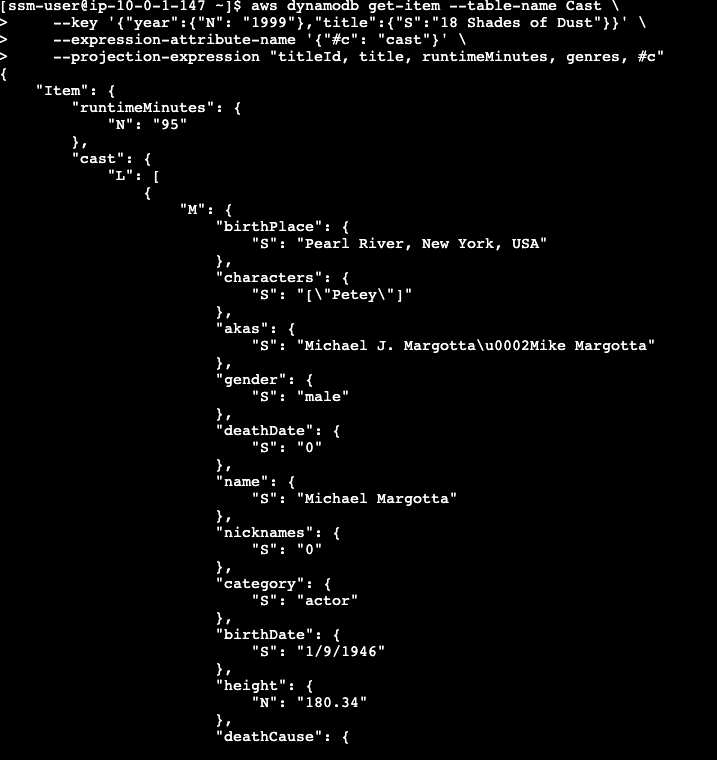 [ssm-user@ip-10-0-1-147 ~]$ aws dynamodb get-item --table-name Cast \
>     --key '{"year":{"N": "1999"},"title":{"S":"18 Shades of Dust"}}' \
>     --expression-attribute-name '{"#c": "cast"}' \
>     --projection-expression "titleId, title, runtimeMinutes, genres, #c"
{
    "Item": {
        "runtimeMinutes": {
            "N": "95"
        },
        "cast": {
            "L": [
                {
                    "M": {
                        "birthPlace": {
                            "S": "Pearl River, New York, USA"
                        },
                        "characters": {
                            "S": "[\"Petey\"]"
                        },
                        "akas": {
                            "S": "Michael J. Margotta\u0002Mike Margotta"
                        },
                        "gender": {
                            "S": "male"
                        },
                        "deathDate": {
                            "S": "0"
                        },
                        "name": {
                            "S": "Michael Margotta"
                        },
                        "nicknames": {
                            "S": "0"
                        },
                        "category": {
                            "S": "actor"
                        },
                        "birthDate": {
                            "S": "1/9/1946"
                        },
                        "height": {
                            "N": "180.34"
                        },
                        "deathCause": {